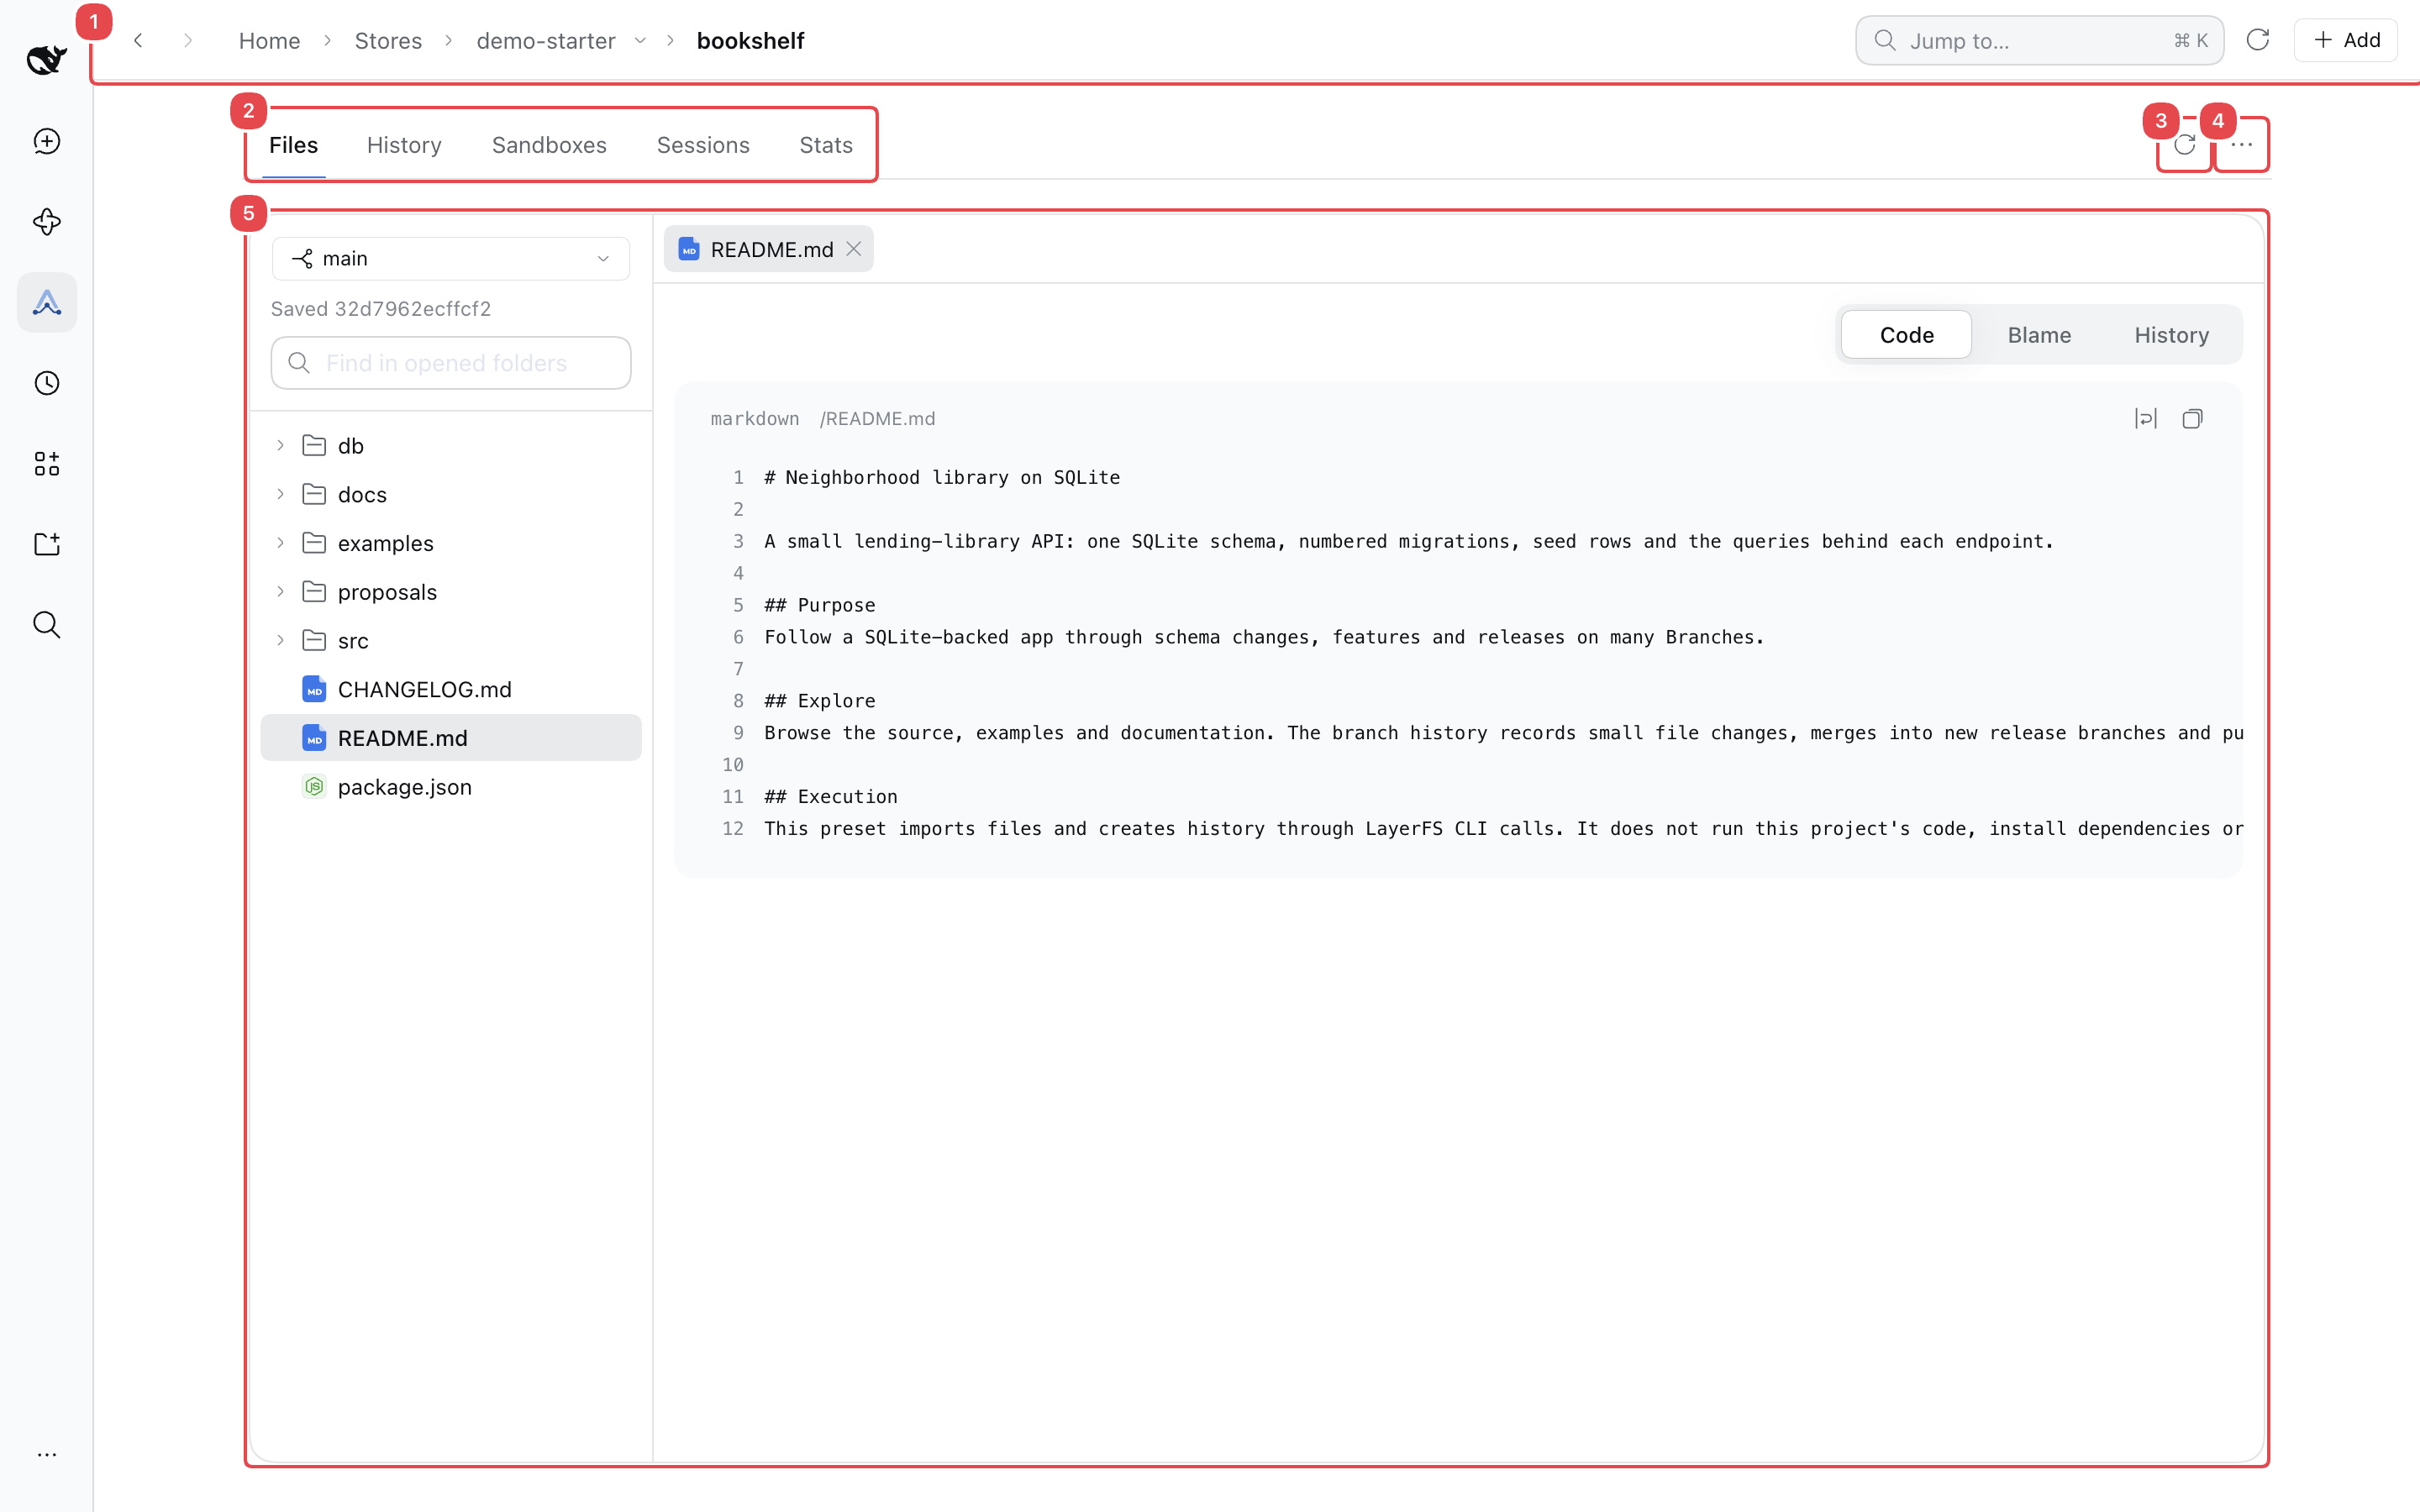 1
Home > Stores > demo-starter > bookshelf
Jump to...
⌘ K
+ Add
2
3
4
Files History Sandboxes Sessions Stats
5
main
README.md
Saved 32d7962ecffcf2
Code Blame History
Find in opened folders
markdown /README.md
db
docs
examples
proposals
src
CHANGELOG.md
README.md
package.json
1 # Neighborhood library on SQLite
2
3 A small lending-library API: one SQLite schema, numbered migrations, seed rows and the queries behind each endpoint.
4
5 ## Purpose
6 Follow a SQLite-backed app through schema changes, features and releases on many Branches.
7
8 ## Explore
9 Browse the source, examples and documentation. The branch history records small file changes, merges into new release branches and pu
10
11 ## Execution
12 This preset imports files and creates history through LayerFS CLI calls. It does not run this project's code, install dependencies or